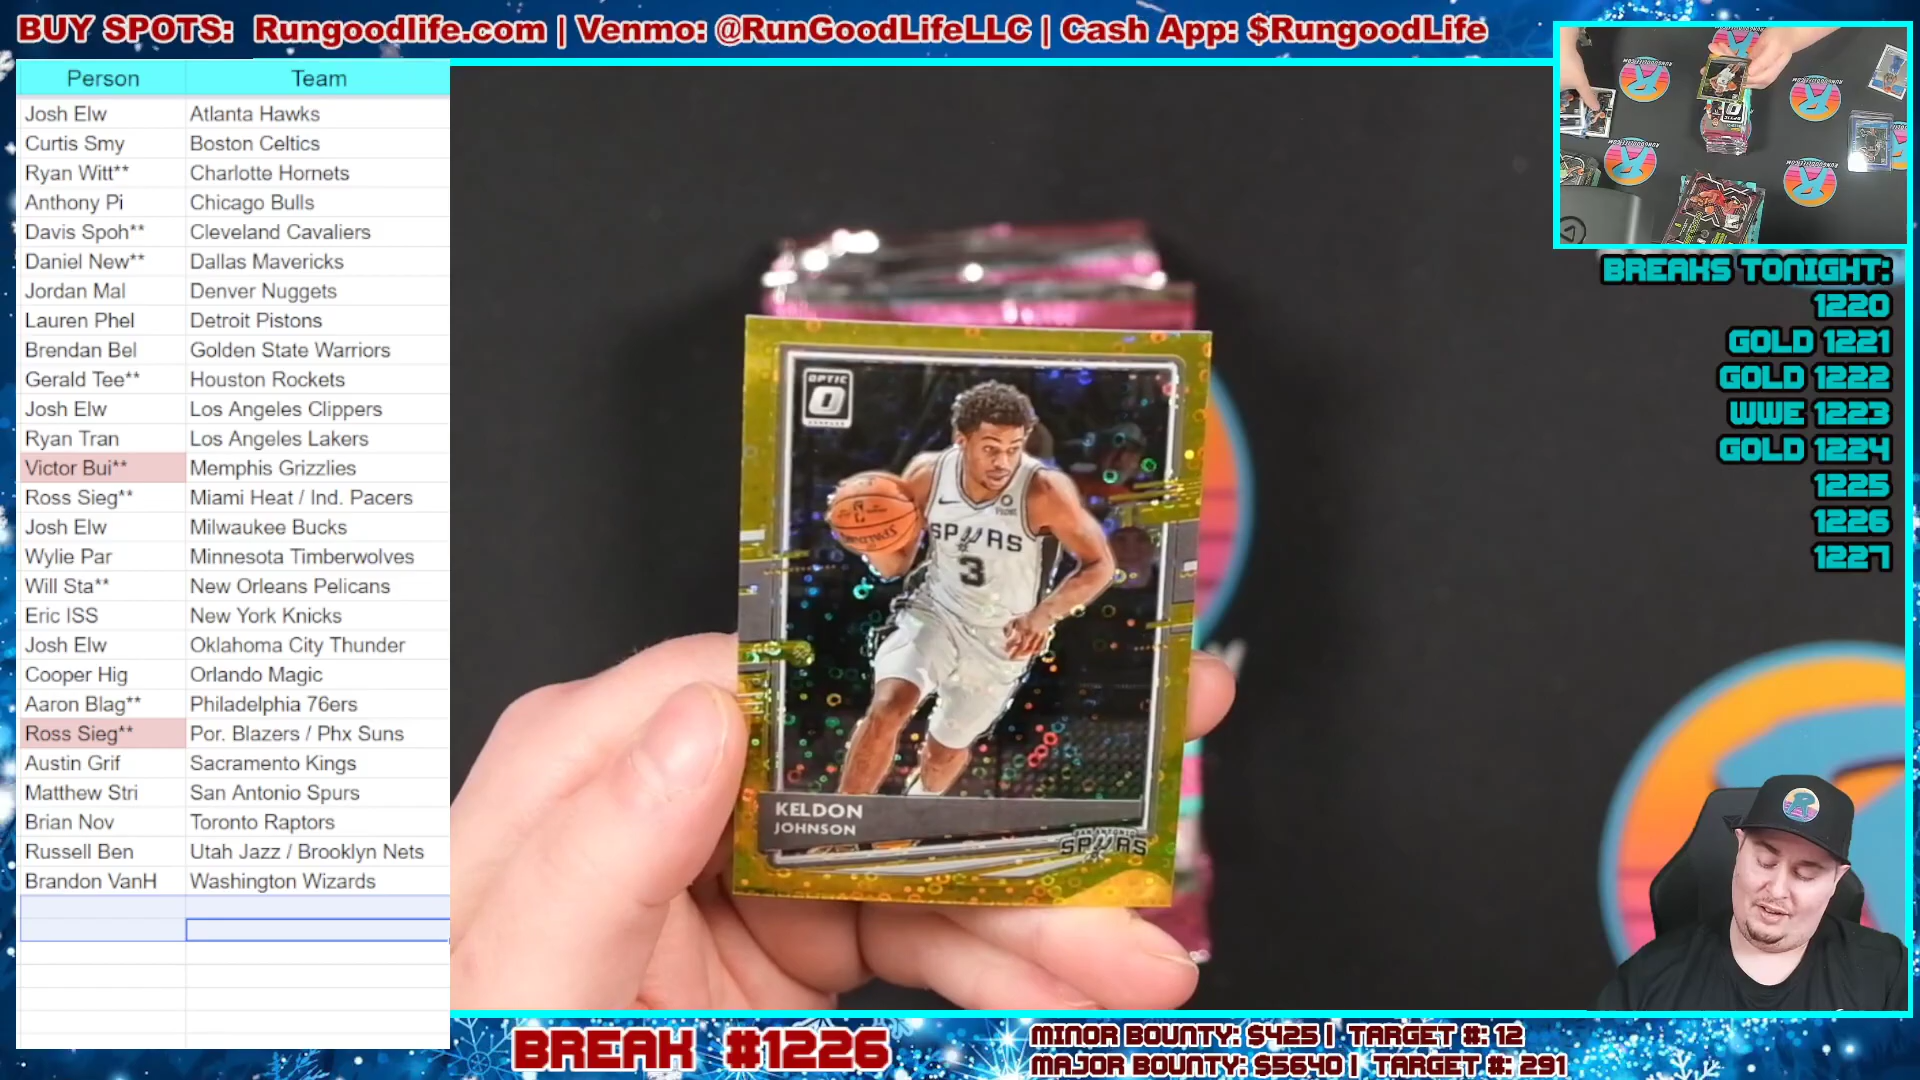 BUY SPOTS: Rungoodlife.com | Venmo: @RunGoodLifeLLC | Cash App: $RungoodLife
Person Team
Josh Elw Atlanta Hawks
Curtis Smy Boston Celtics
Ryan Witt** Charlotte Hornets
Anthony Pi Chicago Bulls
Davis Spoh** Cleveland Cavaliers
Daniel New** Dallas Mavericks
Jordan Mal Denver Nuggets
Lauren Phel Detroit Pistons
Brendan Bel Golden State Warriors
Gerald Tee** Houston Rockets
Josh Elw Los Angeles Clippers
Ryan Tran Los Angeles Lakers
Victor Bui** Memphis Grizzlies
Ross Sieg** Miami Heat / Ind. Pacers
Josh Elw Milwaukee Bucks
Wylie Par Minnesota Timberwolves
Will Sta** New Orleans Pelicans
Eric ISS New York Knicks
Josh Elw Oklahoma City Thunder
Cooper Hig Orlando Magic
Aaron Blag** Philadelphia 76ers
Ross Sieg** Por. Blazers / Phx Suns
Austin Grif Sacramento Kings
Matthew Stri San Antonio Spurs
Brian Nov Toronto Raptors
Russell Ben Utah Jazz / Brooklyn Nets
Brandon VanH Washington Wizards
OPTIC
O
SPURS
3
SPALDING
KELDON
JOHNSON
SAN ANTONIO
SPURS
BREAKS TONIGHT:
1220
GOLD 1221
GOLD 1222
WWE 1223
GOLD 1224
1225
1226
1227
BREAK #1226
MINOR BOUNTY: $425 | TARGET #: 12
MAJOR BOUNTY: $5640 | TARGET #: 291